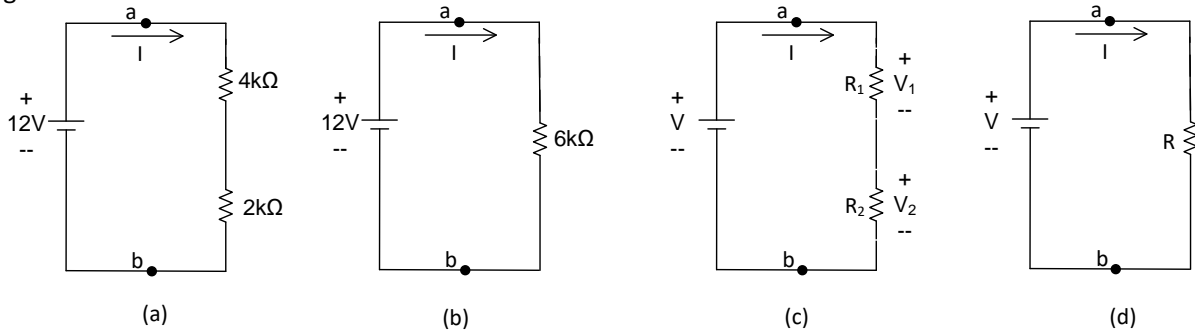 a
I
+
12V
--
4kΩ
2kΩ
b
(a)
a
I
+
12V
--
6kΩ
b
(b)
a
I
+
V
--
R₁
+
V₁
--
R₂
+
V₂
--
b
(c)
a
I
+
V
--
R
b
(d)